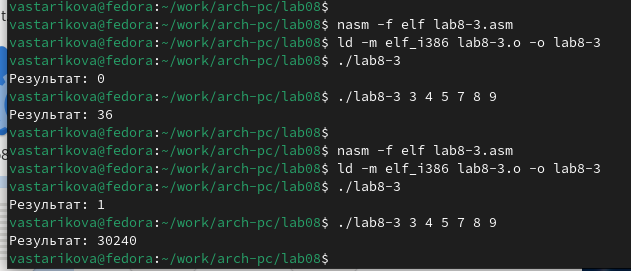 vastarikova@fedora:~/work/arch-pc/lab08$
vastarikova@fedora:~/work/arch-pc/lab08$ nasm -f elf lab8-3.asm
vastarikova@fedora:~/work/arch-pc/lab08$ ld -m elf_i386 lab8-3.o -o lab8-3
vastarikova@fedora:~/work/arch-pc/lab08$ ./lab8-3
Результат: 0
vastarikova@fedora:~/work/arch-pc/lab08$ ./lab8-3 3 4 5 7 8 9
Результат: 36
vastarikova@fedora:~/work/arch-pc/lab08$
vastarikova@fedora:~/work/arch-pc/lab08$ nasm -f elf lab8-3.asm
vastarikova@fedora:~/work/arch-pc/lab08$ ld -m elf_i386 lab8-3.o -o lab8-3
vastarikova@fedora:~/work/arch-pc/lab08$ ./lab8-3
Результат: 1
vastarikova@fedora:~/work/arch-pc/lab08$ ./lab8-3 3 4 5 7 8 9
Результат: 30240
vastarikova@fedora:~/work/arch-pc/lab08$